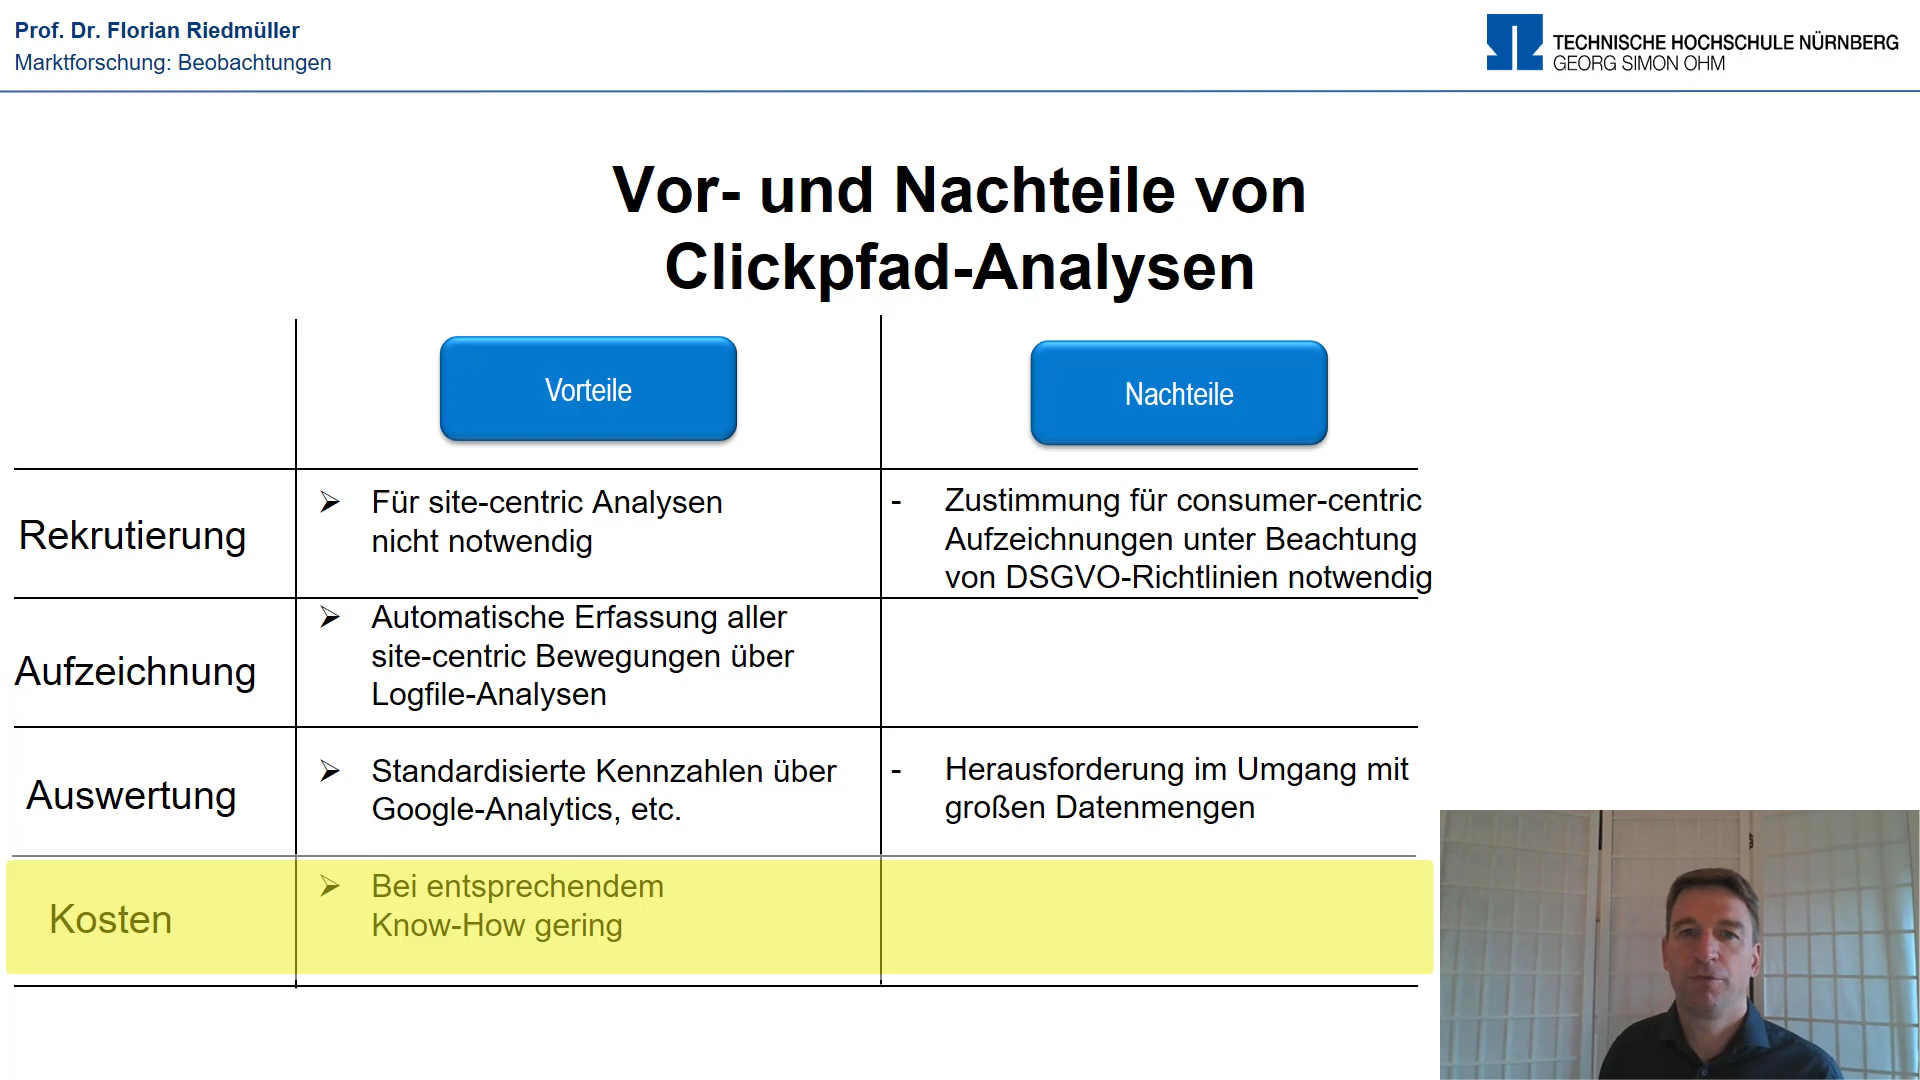 Prof. Dr. Florian Riedmüller
Marktforschung: Beobachtungen
TECHNISCHE HOCHSCHULE NÜRNBERG
GEORG SIMON OHM
Vor- und Nachteile von
Clickpfad-Analysen
Vorteile
Nachteile
Rekrutierung
➢ Für site-centric Analysen
nicht notwendig
- Zustimmung für consumer-centric
Aufzeichnungen unter Beachtung
von DSGVO-Richtlinien notwendig
Aufzeichnung
➢ Automatische Erfassung aller
site-centric Bewegungen über
Logfile-Analysen
Auswertung
➢ Standardisierte Kennzahlen über
Google-Analytics, etc.
- Herausforderung im Umgang mit
großen Datenmengen
Kosten
➢ Bei entsprechendem
Know-How gering